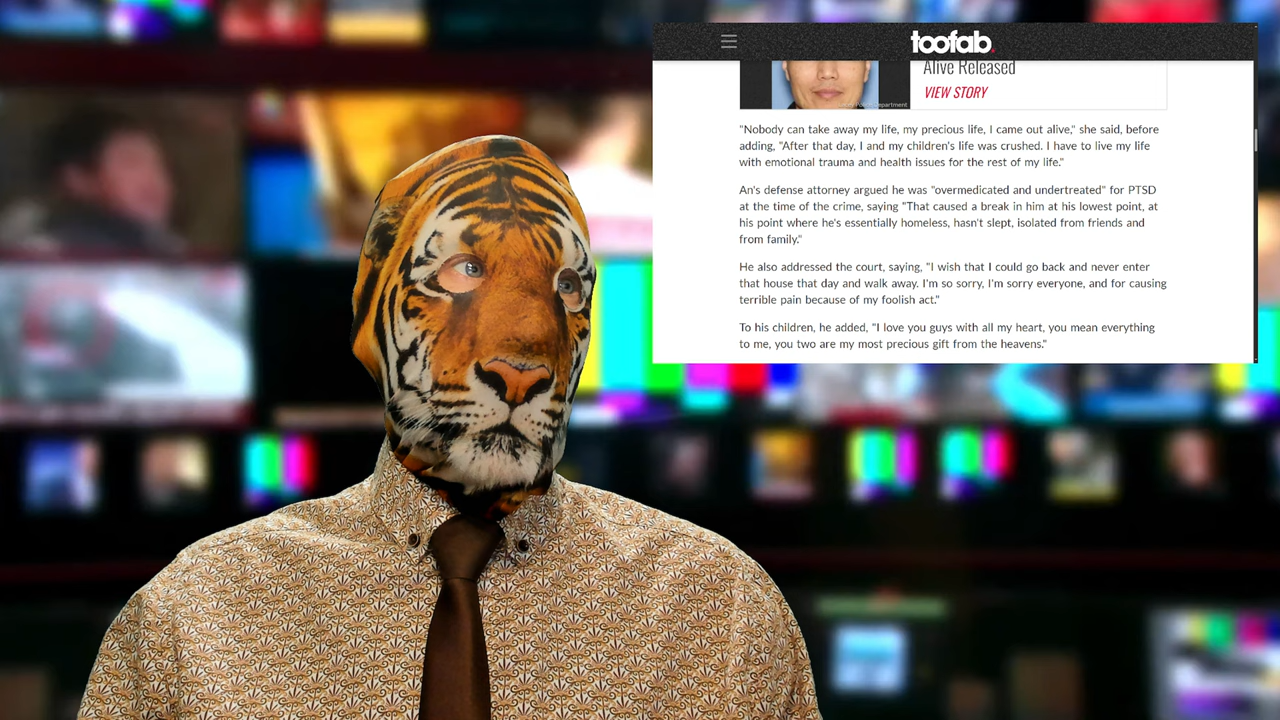 toofab.
Alive Released
VIEW STORY
"Nobody can take away my life, my precious life, I came out alive," she said, before
adding, "After that day, I and my children's life was crushed. I have to live my life
with emotional trauma and health issues for the rest of my life."
An's defense attorney argued he was "overmedicated and undertreated" for PTSD
at the time of the crime, saying "That caused a break in him at his lowest point, at
his point where he's essentially homeless, hasn't slept, isolated from friends and
from family."
He also addressed the court, saying, "I wish that I could go back and never enter
that house that day and walk away. I'm so sorry, I'm sorry everyone, and for causing
terrible pain because of my foolish act."
To his children, he added, "I love you guys with all my heart, you mean everything
to me, you two are my most precious gift from the heavens."